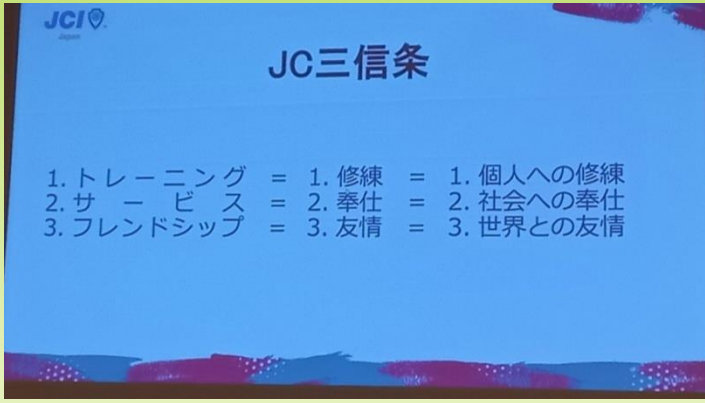 JCI
Japan
JC三信条
1. トレーニング = 1. 修練 = 1. 個人への修練
2. サービス = 2. 奉仕 = 2. 社会への奉仕
3. フレンドシップ = 3. 友情 = 3. 世界との友情